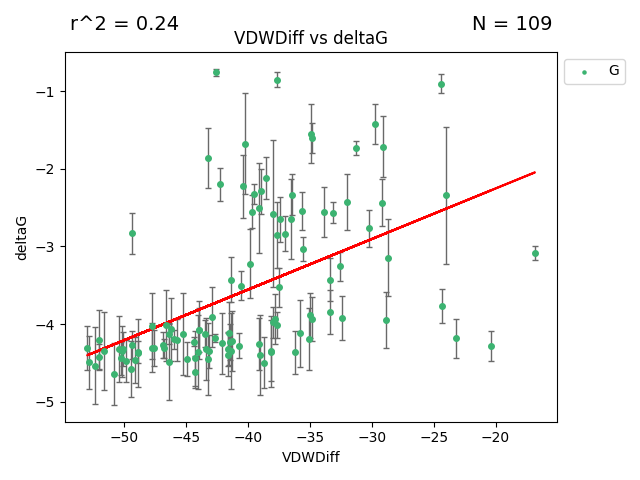 r^2 = 0.24
N = 109
VDWDiff vs deltaG
G
−1
−2
−3
−4
−5
deltaG
−50
−45
−40
−35
−30
−25
−20
VDWDiff